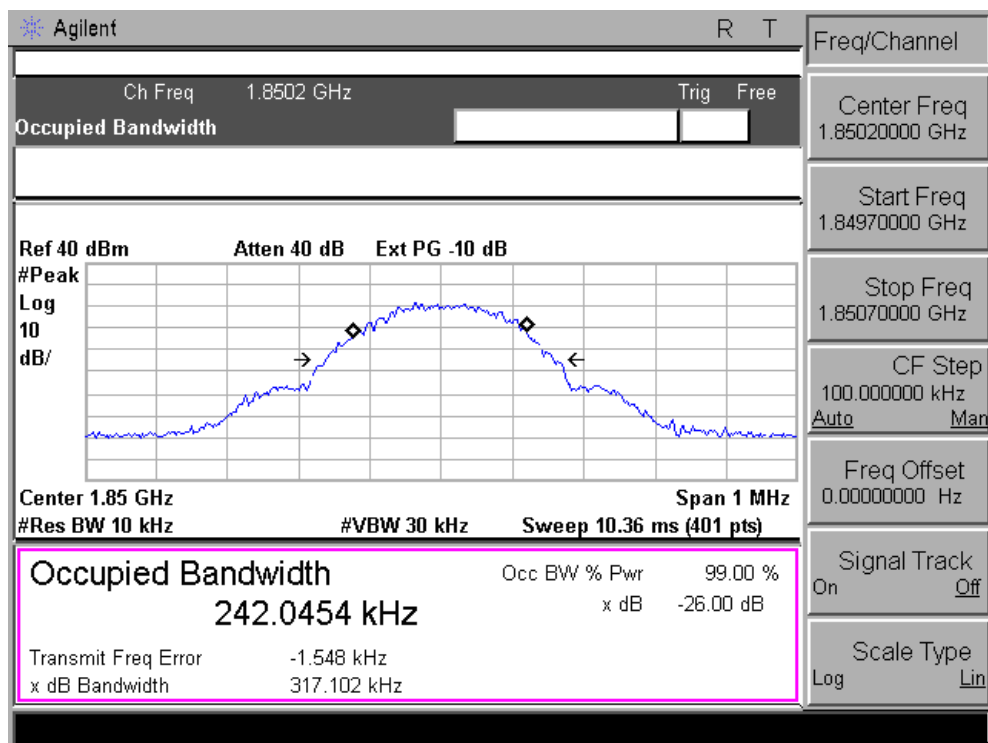 Agilent R T
Ch Freq 1.8502 GHz Trig Free
Occupied Bandwidth
Ref 40 dBm Atten 40 dB Ext PG -10 dB
#Peak
Log
10
dB/
Center 1.85 GHz Span 1 MHz
#Res BW 10 kHz #VBW 30 kHz Sweep 10.36 ms (401 pts)
Occupied Bandwidth Occ BW % Pwr 99.00 %
242.0454 kHz x dB -26.00 dB
Transmit Freq Error -1.548 kHz
x dB Bandwidth 317.102 kHz
Freq/Channel
Center Freq
1.85020000 GHz
Start Freq
1.84970000 GHz
Stop Freq
1.85070000 GHz
CF Step
100.000000 kHz
Auto Man
Freq Offset
0.00000000 Hz
Signal Track
On Off
Scale Type
Log Lin